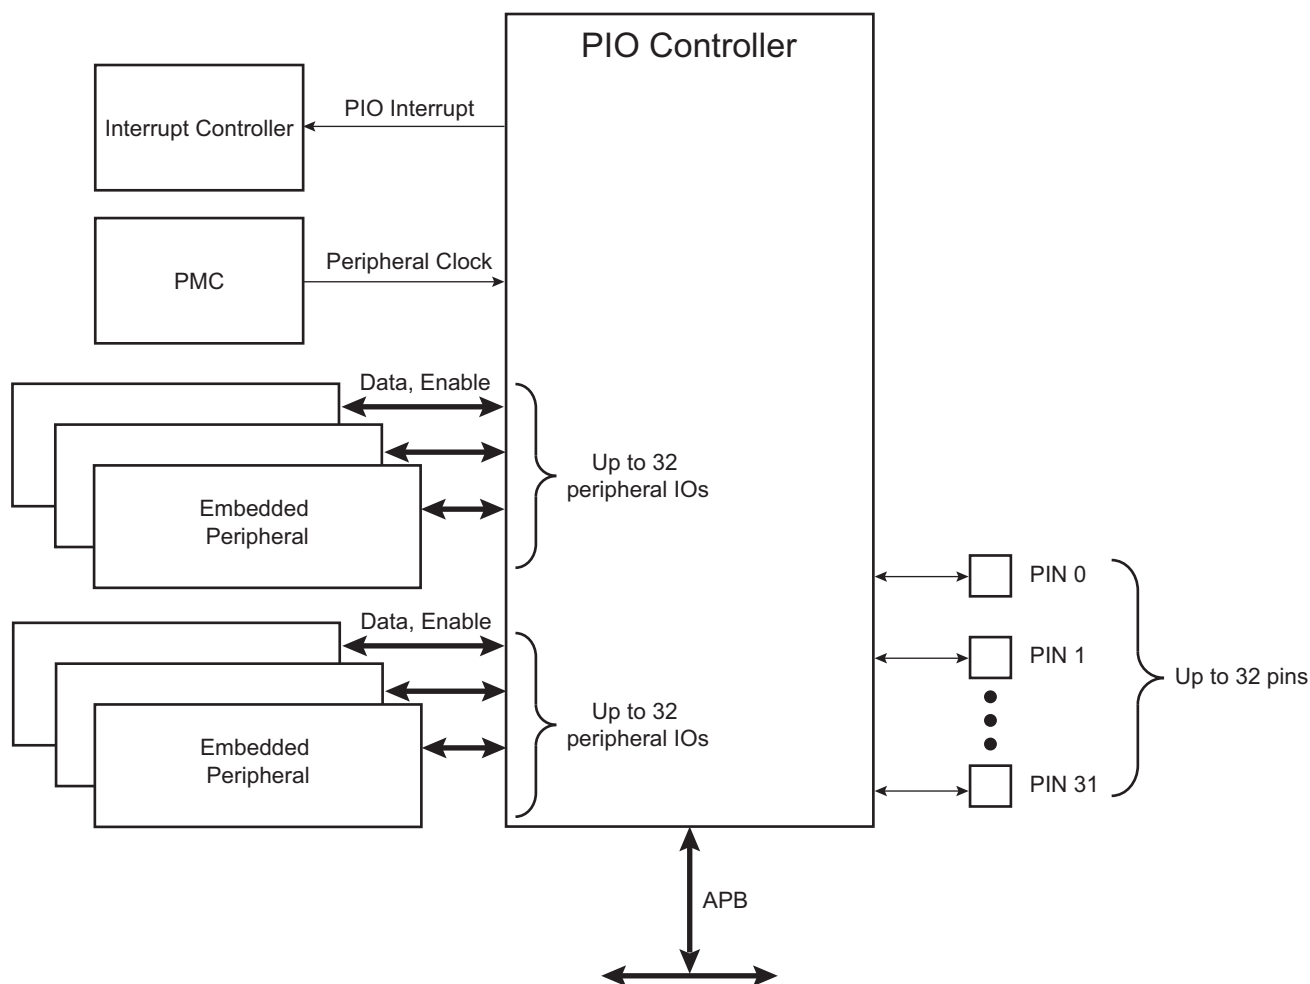 PIO Controller
PIO Interrupt
Interrupt Controller
Peripheral Clock
PMC
Data, Enable
Up to 32
peripheral IOs
Embedded
Peripheral
PIN 0
Data, Enable
PIN 1
Up to 32 pins
Up to 32
peripheral IOs
Embedded
Peripheral
PIN 31
APB